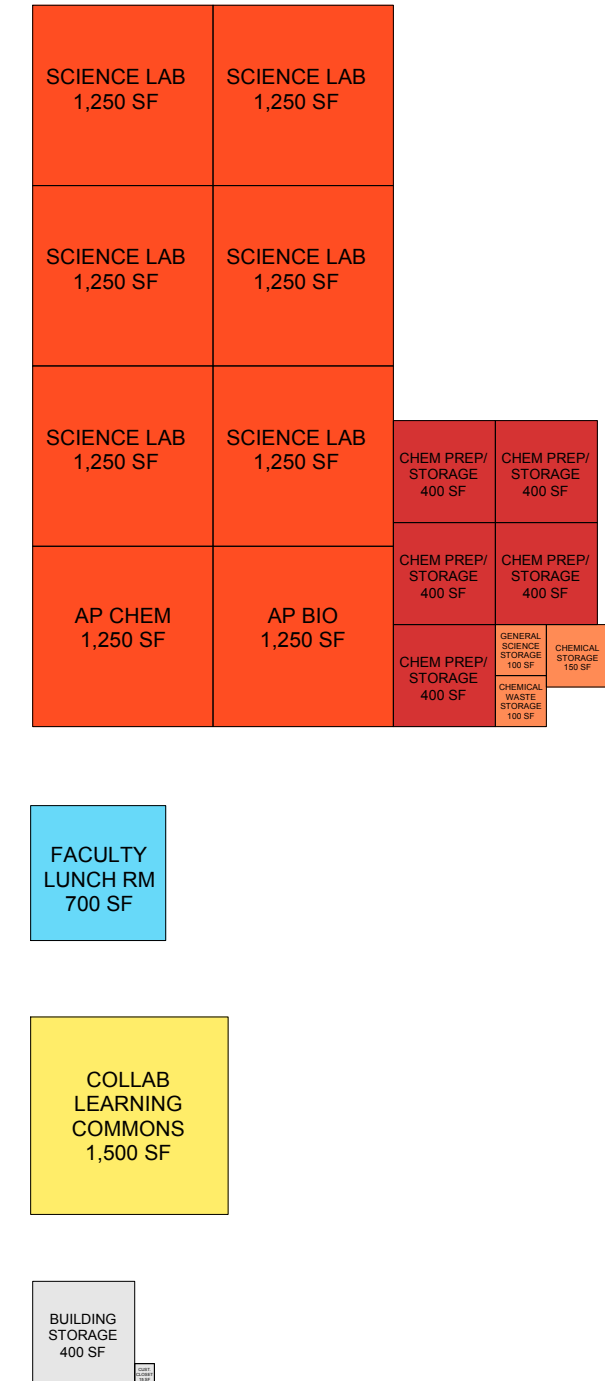 SCIENCE LAB
1,250 SF
SCIENCE LAB
1,250 SF
SCIENCE LAB
1,250 SF
SCIENCE LAB
1,250 SF
SCIENCE LAB
1,250 SF
SCIENCE LAB
1,250 SF
CHEM PREP/
STORAGE
400 SF
CHEM PREP/
STORAGE
400 SF
AP CHEM
1,250 SF
AP BIO
1,250 SF
CHEM PREP/
STORAGE
400 SF
CHEM PREP/
STORAGE
400 SF
CHEM PREP/
STORAGE
400 SF
GENERAL
SCIENCE
STORAGE
100 SF
CHEMICAL
STORAGE
150 SF
CHEMICAL
WASTE
STORAGE
100 SF
FACULTY
LUNCH RM
700 SF
COLLAB
LEARNING
COMMONS
1,500 SF
BUILDING
STORAGE
400 SF
CUST.
CLOSET